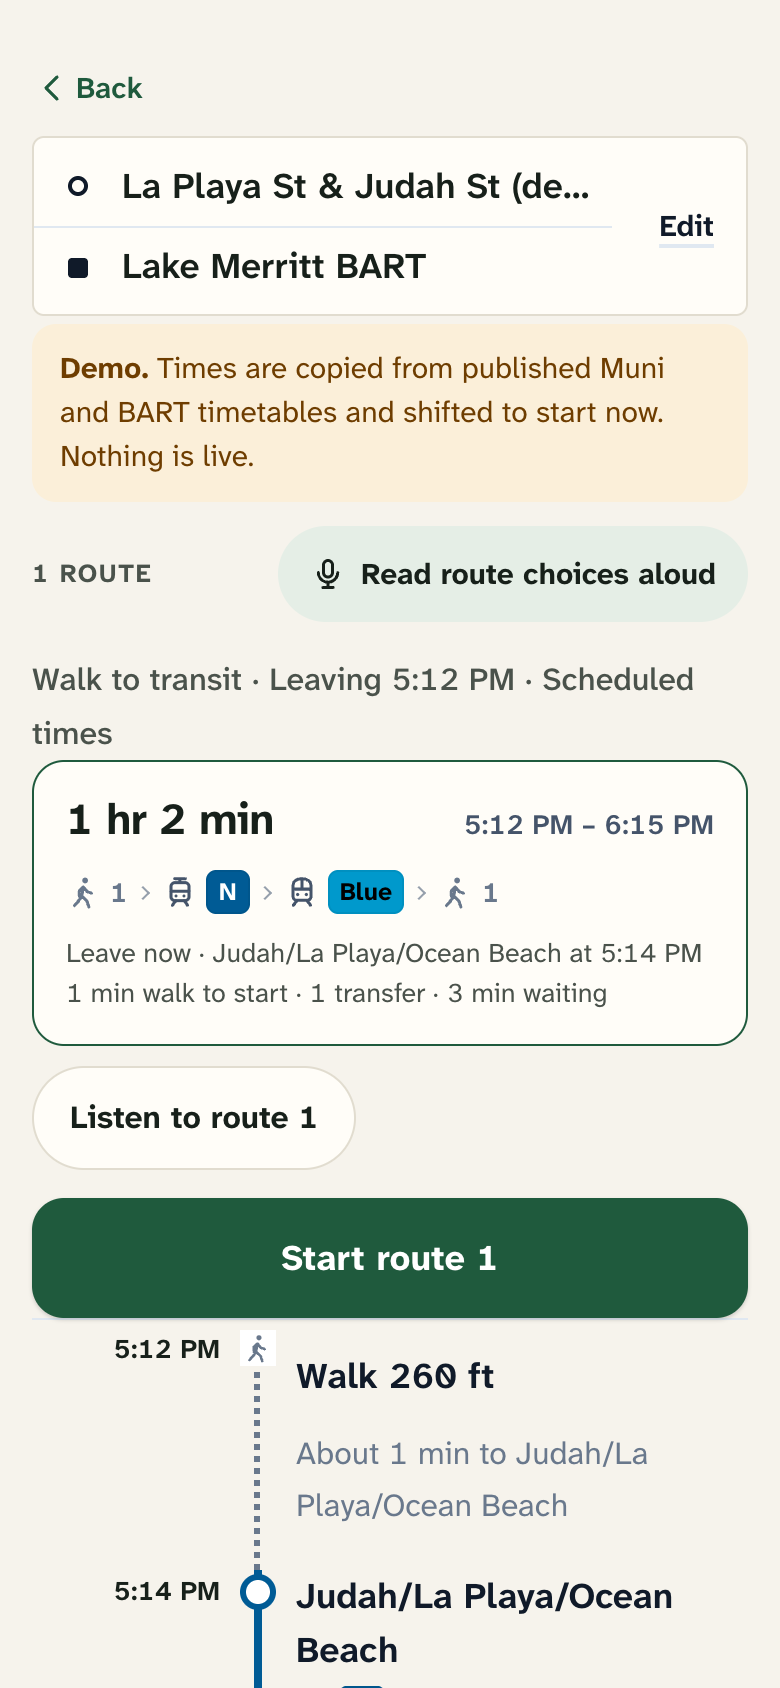 Back
La Playa St & Judah St (de...
Edit
Lake Merritt BART
Demo. Times are copied from published Muni
and BART timetables and shifted to start now.
Nothing is live.
1 ROUTE
Read route choices aloud
Walk to transit · Leaving 5:12 PM · Scheduled
times
1 hr 2 min
5:12 PM – 6:15 PM
1 > N > Blue > 1
Leave now · Judah/La Playa/Ocean Beach at 5:14 PM
1 min walk to start · 1 transfer · 3 min waiting
Listen to route 1
Start route 1
5:12 PM
Walk 260 ft
About 1 min to Judah/La
Playa/Ocean Beach
5:14 PM
Judah/La Playa/Ocean
Beach